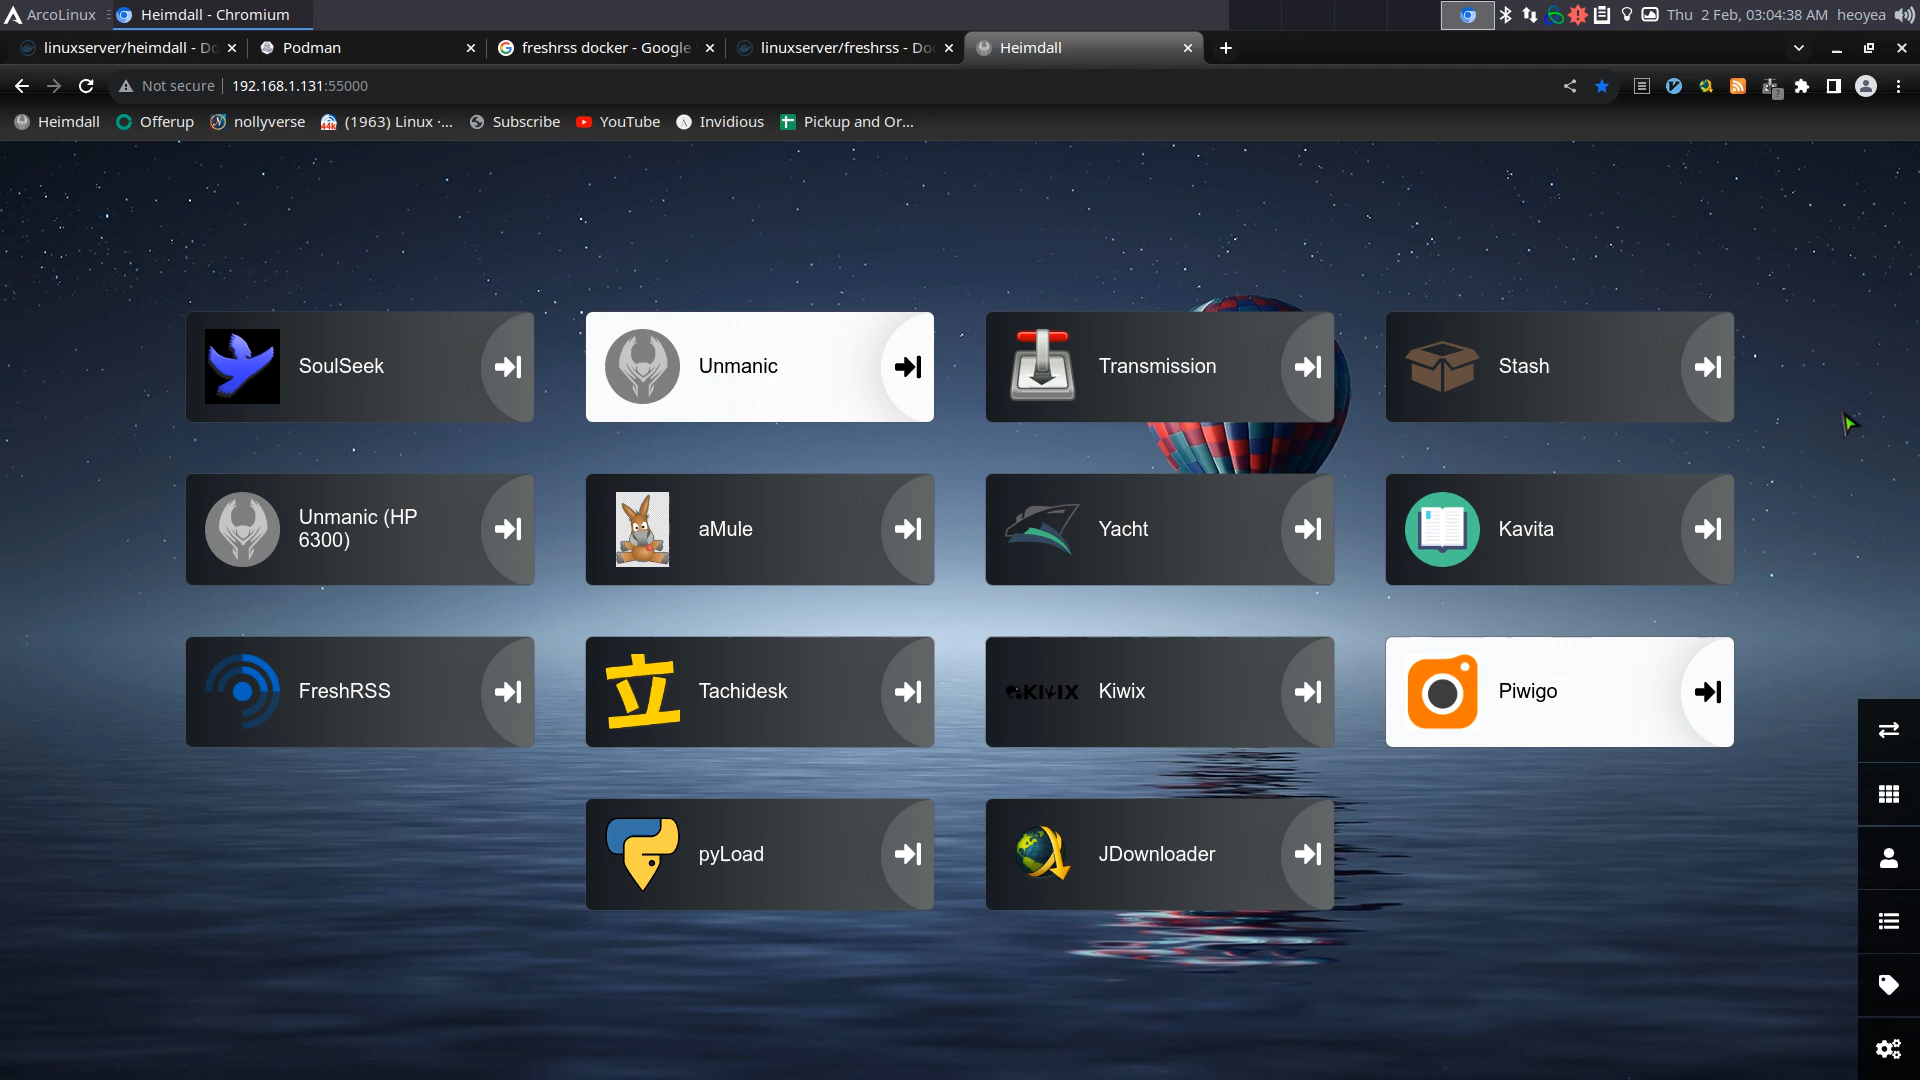 ArcoLinux
Heimdall - Chromium
Thu 2 Feb, 03:04:38 AM heoyea
linuxserver/heimdall - Do
Podman
freshrss docker - Google
linuxserver/freshrss - Do
Heimdall
Not secure
192.168.1.131:55000
Heimdall
Offerup
nollyverse
44k
(1963) Linux ·...
Subscribe
YouTube
Invidious
Pickup and Or...
SoulSeek
Unmanic
Transmission
Stash
Unmanic (HP
6300)
aMule
Yacht
Kavita
FreshRSS
立
Tachidesk
KIWIX
Kiwix
Piwigo
pyLoad
JDownloader